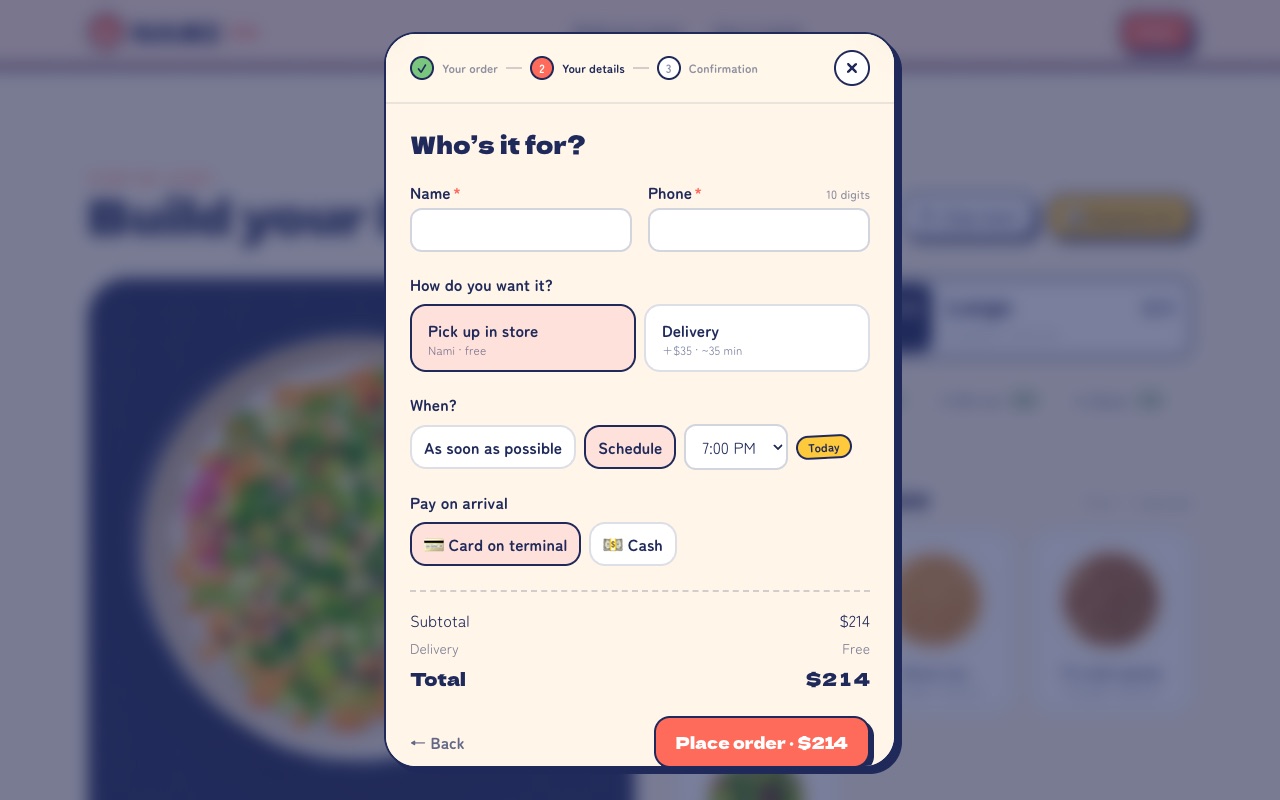 ✓ Your order — 2 Your details — 3 Confirmation ✕
Who’s it for?
Name * Phone * 10 digits
How do you want it?
Pick up in store Delivery
Nami · free +$35 · ~35 min
When?
As soon as possible Schedule 7:00 PM Today
Pay on arrival
💳 Card on terminal 💵 Cash
Subtotal $214
Delivery Free
Total $214
← Back Place order · $214
Build your